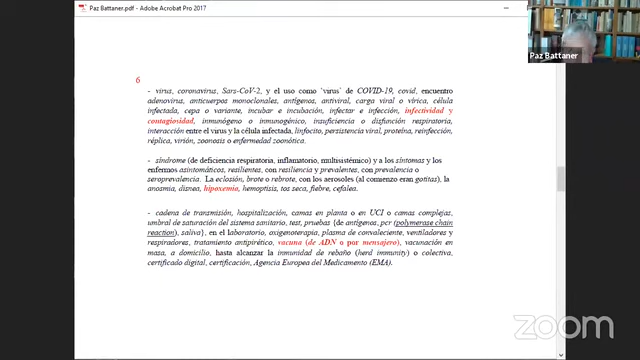 Paz Battaner.pdf - Adobe Acrobat Pro 2017
Paz Battaner
6
- virus, coronavirus, Sars-CoV-2, y el uso como `virus` de COVID-19, covid, encuentro
adenovirus, anticuerpos monoclonales, antígenos, antiviral, carga viral o vírica, célula
infectada, cepa o variante, incubar e incubación, infectar e infección, infectividad y
contagiosidad, inmunógeno o inmunogénico, insuficiencia o disfunción respiratoria,
interacción entre el virus y la célula infectada, linfocito, persistencia viral, proteína, reinfección,
réplica, virión, zoonosis o enfermedad zoonótica.
- síndrome (de deficiencia respiratoria, inflamatorio, multisistémico) y a los síntomas y los
enfermos asintomáticos, resilientes, con resiliencia y prevalentes, con prevalencia o
seroprevalencia. La eclosión, brote o rebrote, con los aerosoles (al comienzo eran gotitas), la
anosmia, disnea, hipoxemia, hemoptisis, tos seca, fiebre, cefalea.
- cadena de transmisión, hospitalización, camas en planta o en UCI o camas complejas,
umbral de saturación del sistema sanitario, test, pruebas {de antígenos, pcr (polymerase chain
reaction), saliva}, en el laboratorio, oxigenoterapia, plasma de convaleciente, ventiladores y
respiradores, tratamiento antipirético, vacuna (de ADN o por mensajero), vacunación en
masa, a domicilio, hasta alcanzar la inmunidad de rebaño (herd immunity) o colectiva,
certificado digital, certificación, Agencia Europea del Medicamento (EMA).
zoom